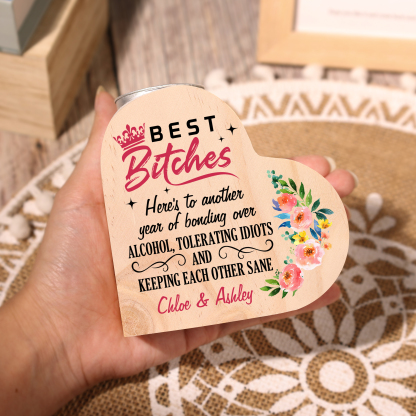 BEST
Bitches
Here's to another
year of bonding over
ALCOHOL, TOLERATING IDIOTS
AND
KEEPING EACH OTHER SANE
Chloe & Ashley